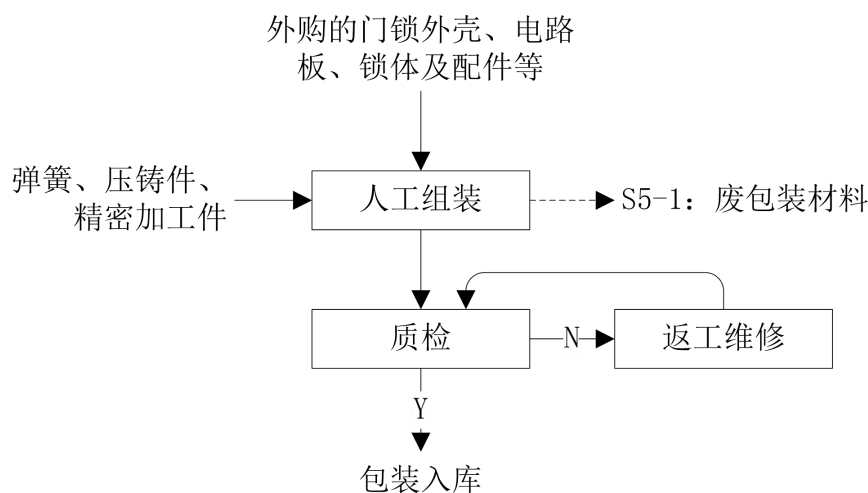 外购的门锁外壳、电路
板、锁体及配件等
弹簧、压铸件、
精密加工件
人工组装
S5-1：废包装材料
质检
N
返工维修
Y
包装入库